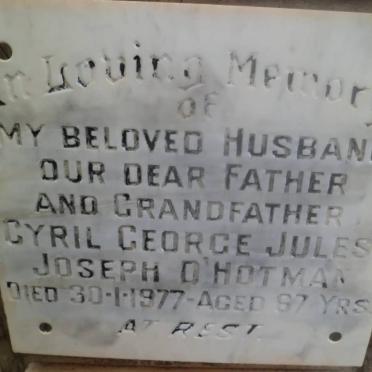 In Loving Memory
OF
MY BELOVED HUSBAND
OUR DEAR FATHER
AND GRANDFATHER
CYRIL GEORGE JULES
JOSEPH D'HOTMAN
DIED 30-1-1977-AGED 97 YRS.
AT REST.